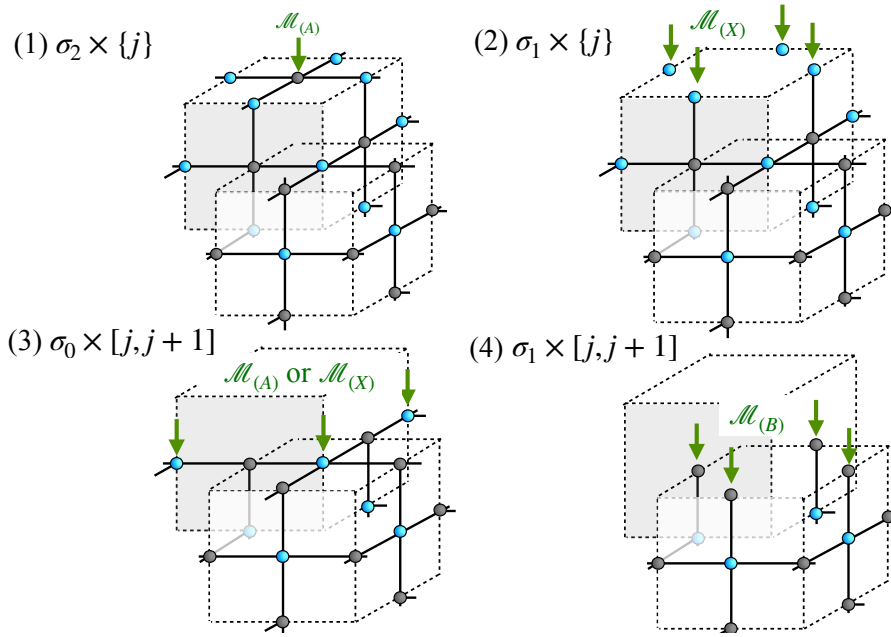 (1) σ₂ × {j}
ℳ₍A₎
(2) σ₁ × {j}
ℳ₍X₎
(3) σ₀ × [j, j + 1]
ℳ₍A₎ or ℳ₍X₎
(4) σ₁ × [j, j + 1]
ℳ₍B₎